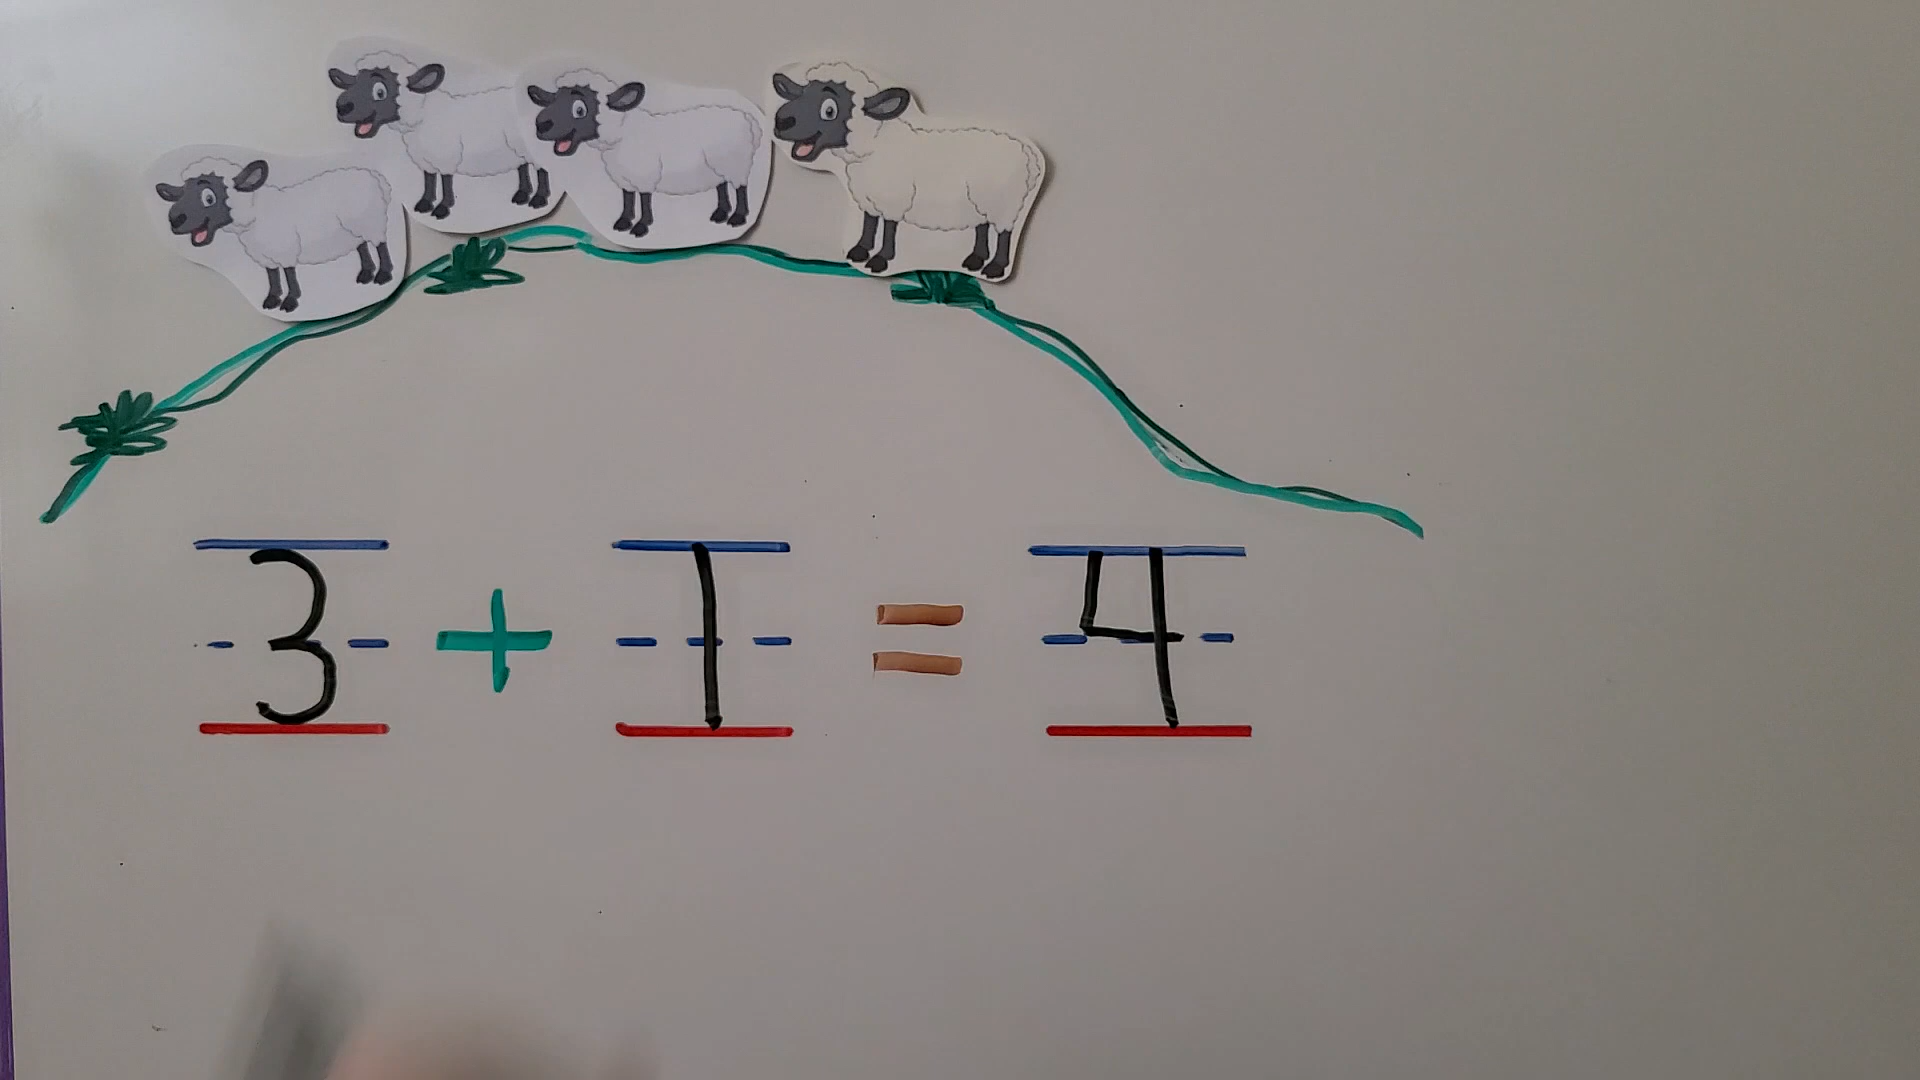 3 + 1 = 4